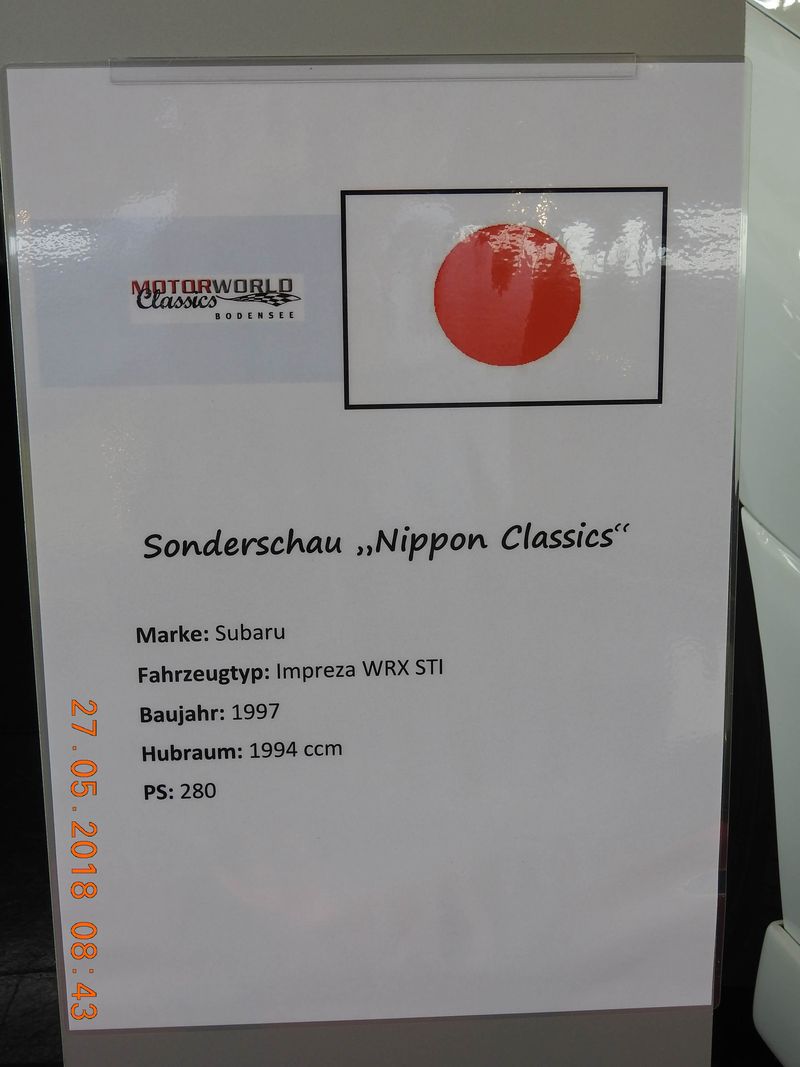 MOTORWORLD
Classics
BODENSEE
Sonderschau „Nippon Classics“
Marke: Subaru
Fahrzeugtyp: Impreza WRX STI
Baujahr: 1997
Hubraum: 1994 ccm
PS: 280
27.05.2018 08:43